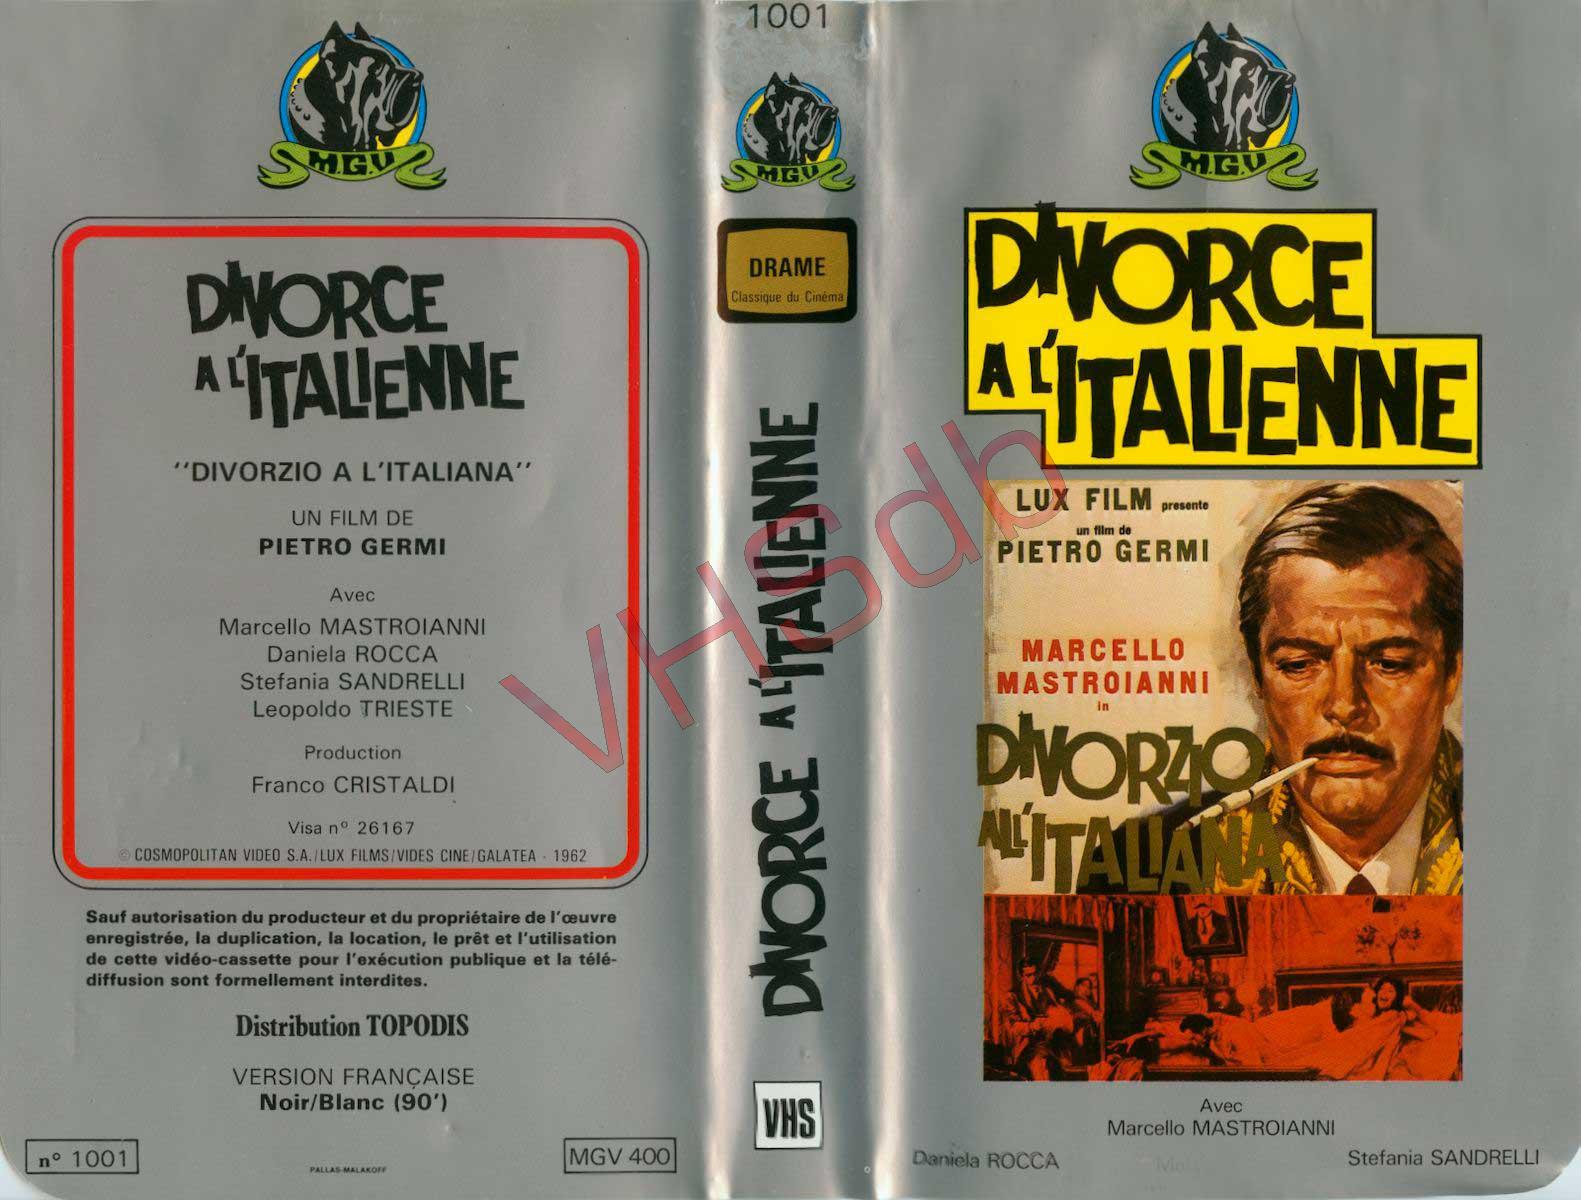 M.G.V
DIVORCE
A L'ITALIENNE
''DIVORZIO A L'ITALIANA''
UN FILM DE
PIETRO GERMI
Avec
Marcello MASTROIANNI
Daniela ROCCA
Stefania SANDRELLI
Leopoldo TRIESTE
Production
Franco CRISTALDI
Visa nº 26167
© COSMOPOLITAN VIDEO S.A./LUX FILMS/VIDES CINE/GALATEA - 1962
Sauf autorisation du producteur et du propriétaire de l'œuvre
enregistrée, la duplication, la location, le prêt et l'utilisation
de cette vidéo-cassette pour l'exécution publique et la télé-
diffusion sont formellement interdites.
Distribution TOPODIS
VERSION FRANÇAISE
Noir/Blanc (90')
nº 1001
PALLAS-MALAKOFF
MGV 400
1001
M.G.V
DRAME
Classique du Cinéma
DIVORCE A L'ITALIENNE
VHS
VHSdb
M.G.V
DIVORCE
A L'ITALIENNE
LUX FILM presente
un film de
PIETRO GERMI
MARCELLO
MASTROIANNI
in
DIVORZIO
ALL'ITALIANA
Avec
Marcello MASTROIANNI
Daniela ROCCA
Stefania SANDRELLI